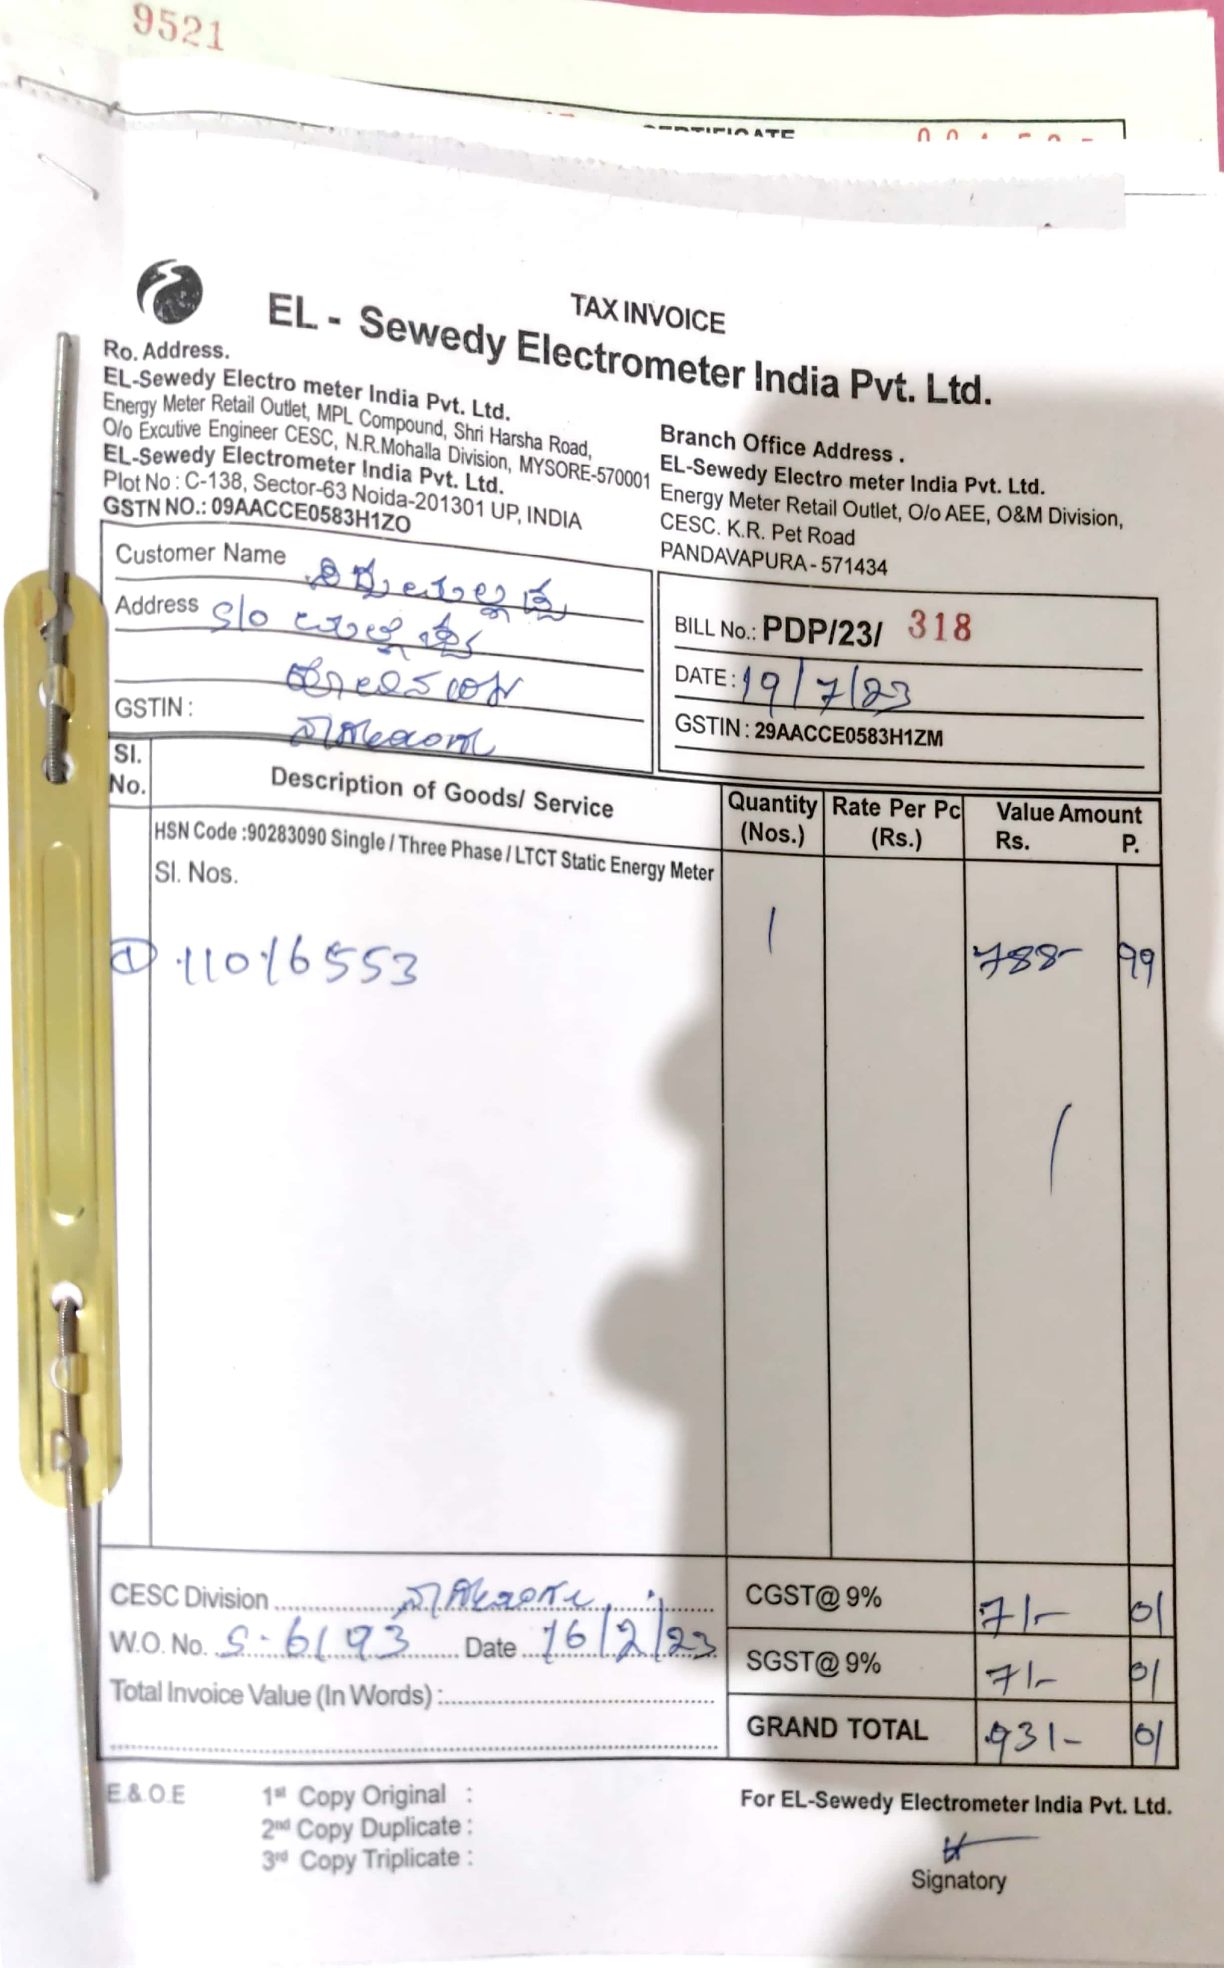 9521
CERTIFICATE
TAX INVOICE
EL - Sewedy Electrometer India Pvt. Ltd.
Ro. Address.
EL-Sewedy Electro meter India Pvt. Ltd.
Energy Meter Retail Outlet, MPL Compound, Shri Harsha Road,
O/o Excutive Engineer CESC, N.R.Mohalla Division, MYSORE-570001
EL-Sewedy Electrometer India Pvt. Ltd.
Plot No : C-138, Sector-63 Noida-201301 UP, INDIA
GSTN NO.: 09AACCE0583H1ZO
Branch Office Address .
EL-Sewedy Electro meter India Pvt. Ltd.
Energy Meter Retail Outlet, O/o AEE, O&M Division,
CESC. K.R. Pet Road
PANDAVAPURA - 571434
Customer Name
Address S/o
GSTIN :
BILL No.: PDP/23/ 318
DATE : 19/7/23
GSTIN : 29AACCE0583H1ZM
Sl. No. Description of Goods/ Service Quantity (Nos.) Rate Per Pc (Rs.) Value Amount Rs. P.
HSN Code :90283090 Single / Three Phase / LTCT Static Energy Meter
Sl. Nos.
① 11016553 1 788- 99
CESC Division
W.O. No. S-6193 Date 16/2/23
Total Invoice Value (In Words) :
CGST@ 9% 71- 01
SGST@ 9% 71- 01
GRAND TOTAL 931- 01
E.& O.E
1st Copy Original :
2nd Copy Duplicate :
3rd Copy Triplicate :
For EL-Sewedy Electrometer India Pvt. Ltd.
Signatory